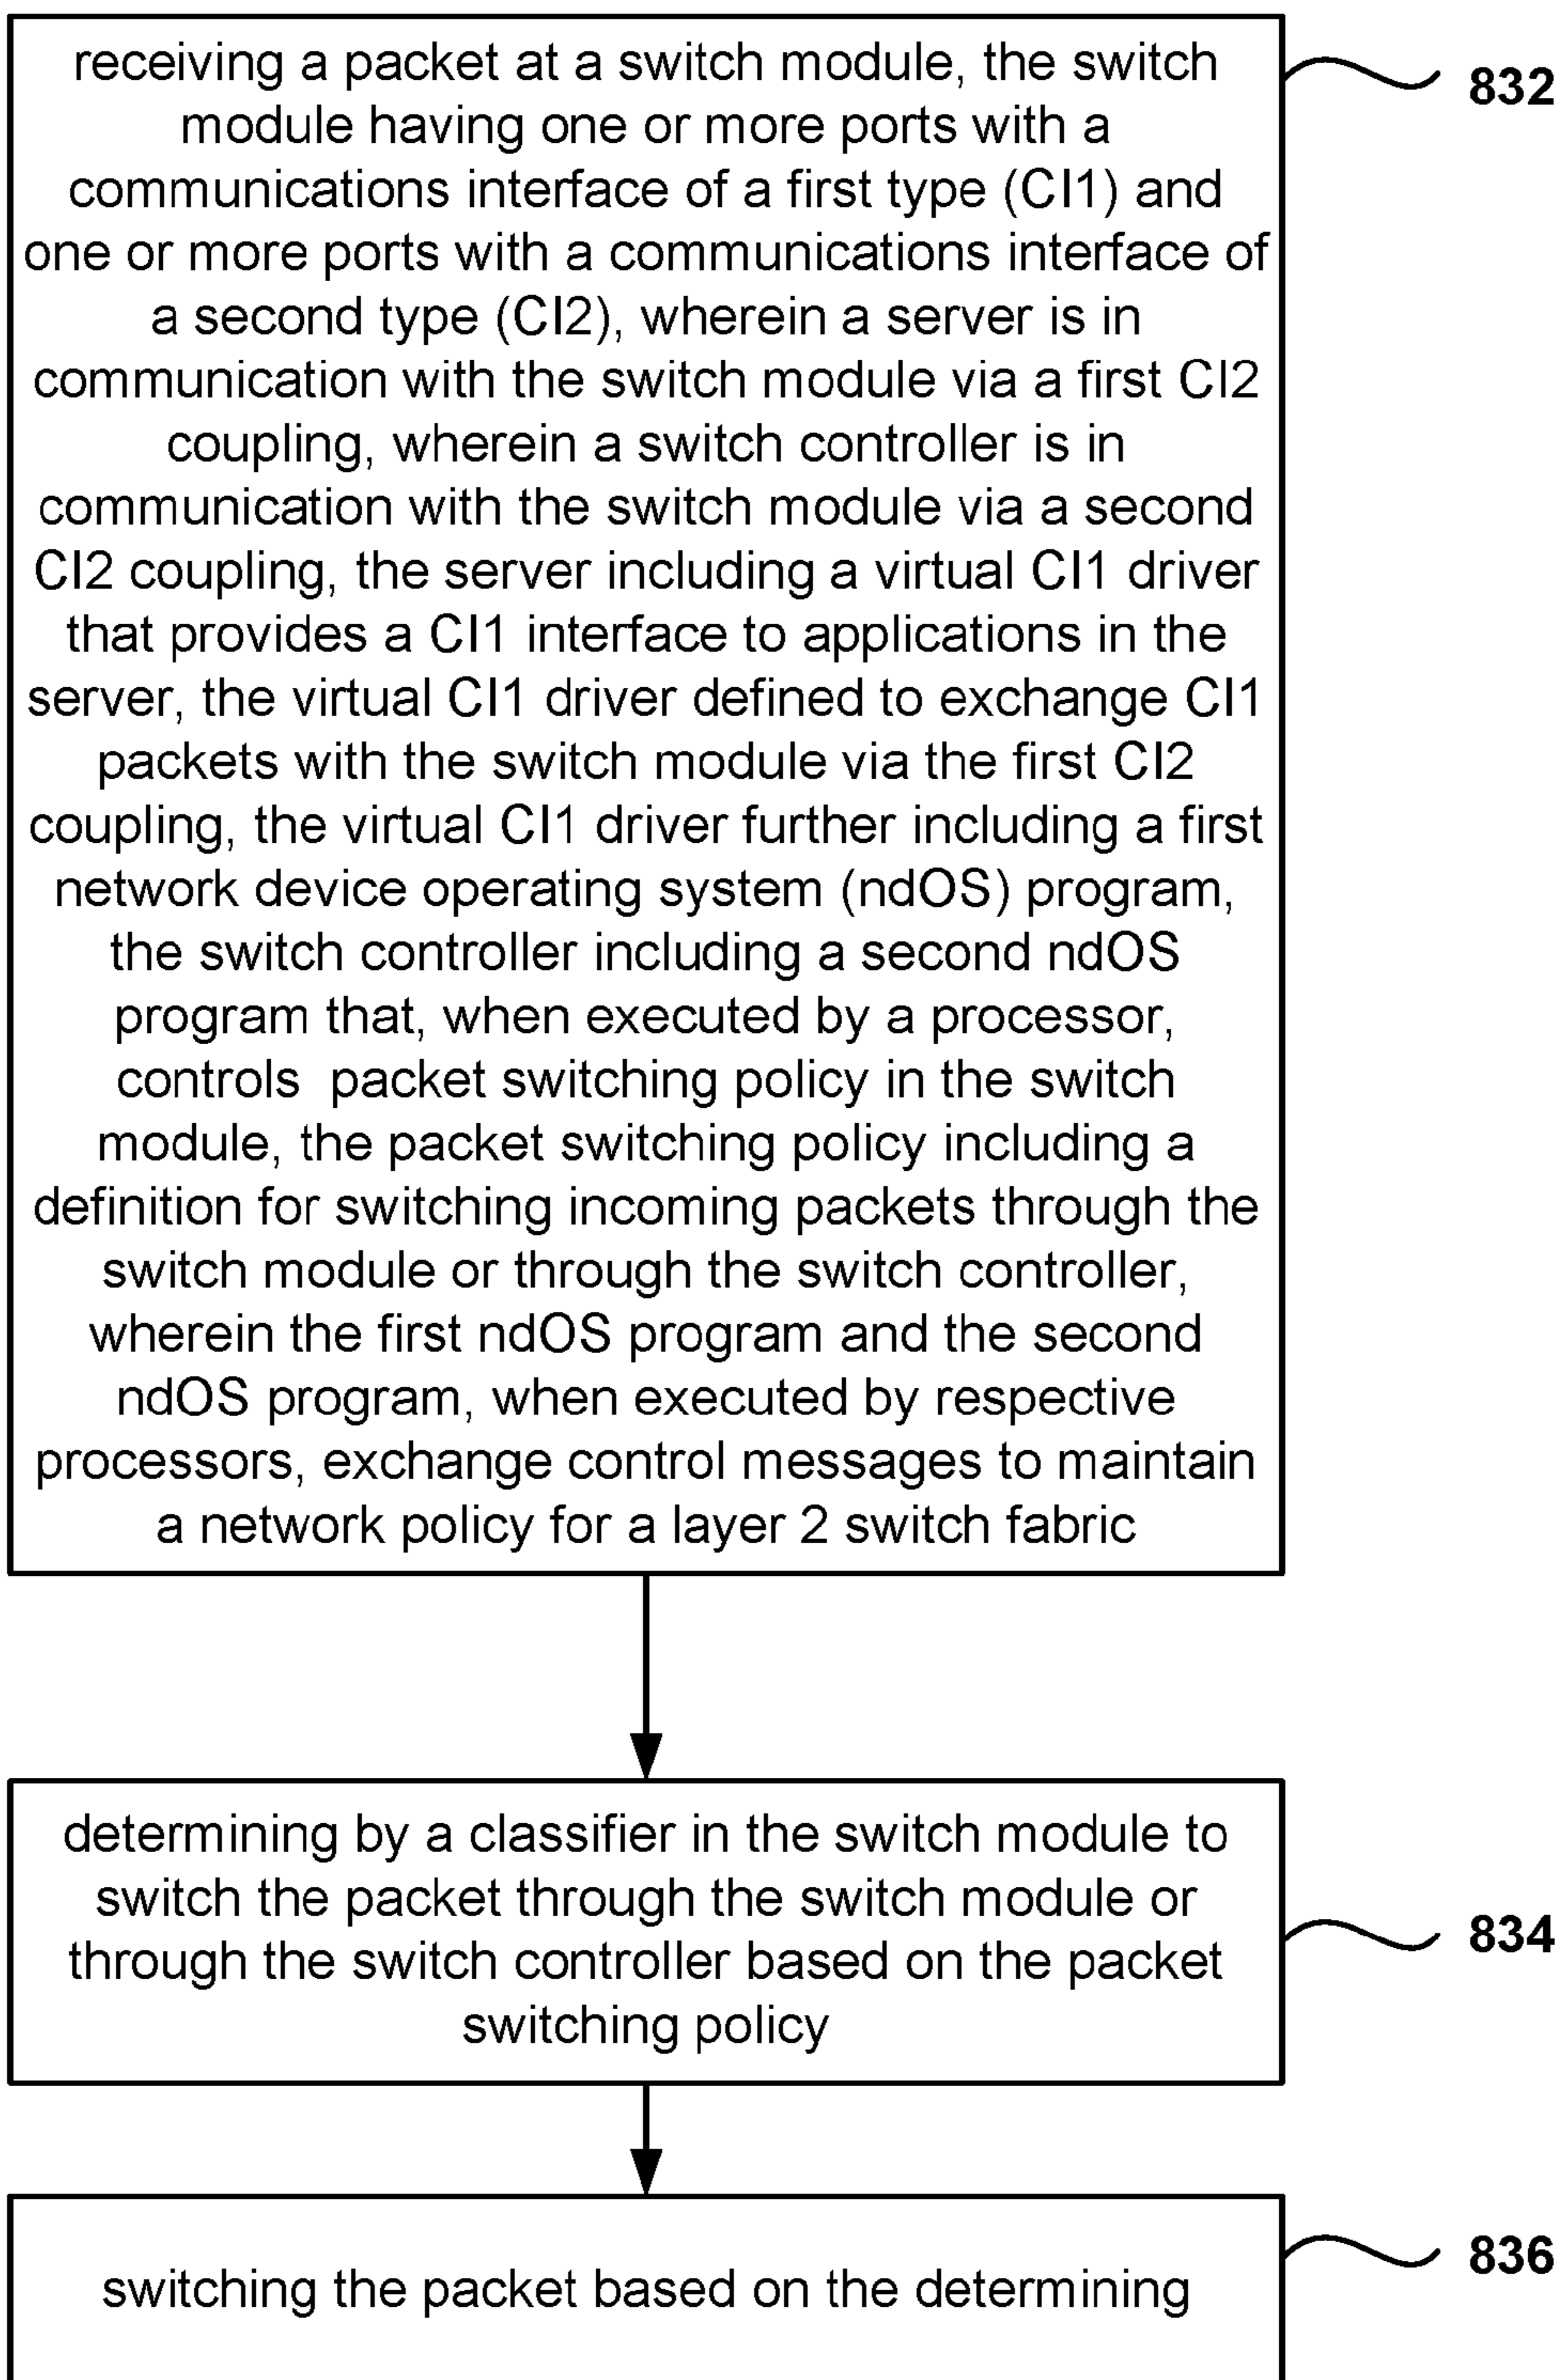 receiving a packet at a switch module, the switch
module having one or more ports with a
communications interface of a first type (CI1) and
one or more ports with a communications interface of
a second type (CI2), wherein a server is in
communication with the switch module via a first CI2
coupling, wherein a switch controller is in
communication with the switch module via a second
CI2 coupling, the server including a virtual CI1 driver
that provides a CI1 interface to applications in the
server, the virtual CI1 driver defined to exchange CI1
packets with the switch module via the first CI2
coupling, the virtual CI1 driver further including a first
network device operating system (ndOS) program,
the switch controller including a second ndOS
program that, when executed by a processor,
controls packet switching policy in the switch
module, the packet switching policy including a
definition for switching incoming packets through the
switch module or through the switch controller,
wherein the first ndOS program and the second
ndOS program, when executed by respective
processors, exchange control messages to maintain
a network policy for a layer 2 switch fabric
832
determining by a classifier in the switch module to
switch the packet through the switch module or
through the switch controller based on the packet
switching policy
834
switching the packet based on the determining
836